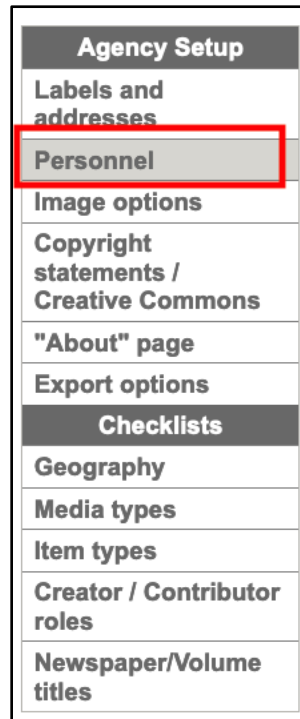 Agency Setup
Labels and
addresses
Personnel
Image options
Copyright
statements /
Creative Commons
"About" page
Export options
Checklists
Geography
Media types
Item types
Creator / Contributor
roles
Newspaper/Volume
titles